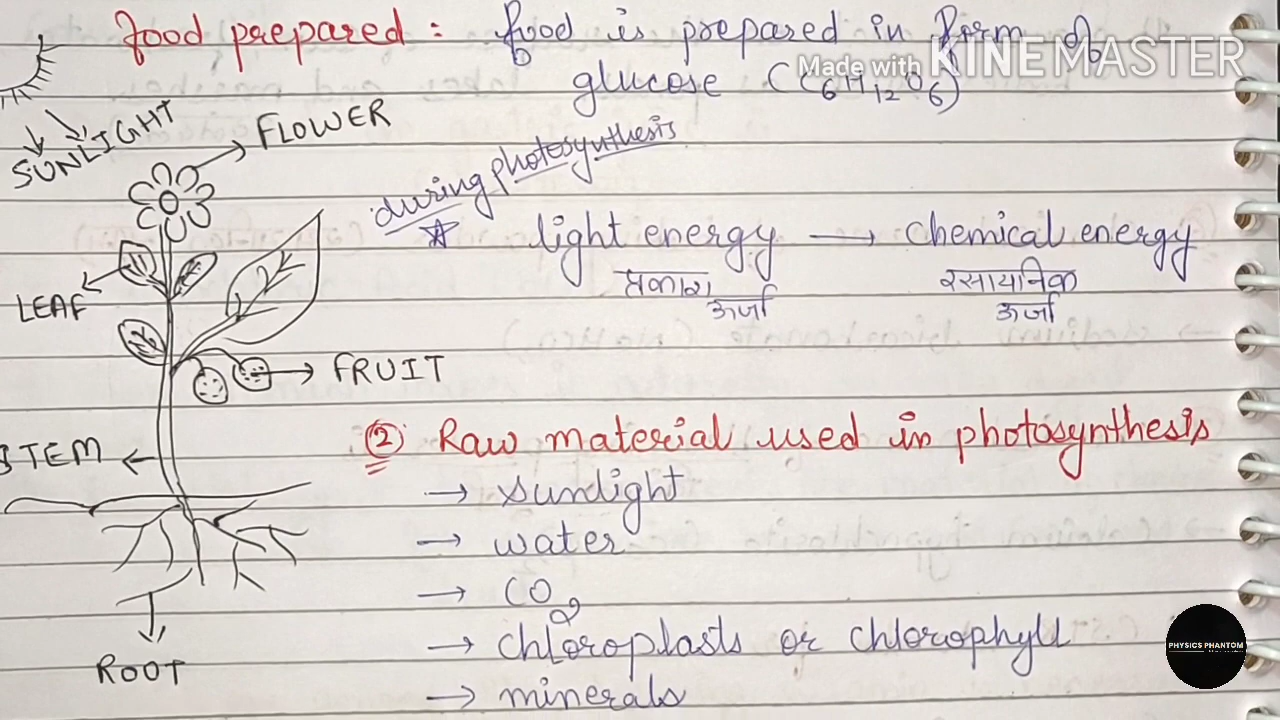 food prepared : food is prepared in form of
Made with KINEMASTER
glucose (C6H12O6)
SUNLIGHT
FLOWER
during photosynthesis
light energy → chemical energy
प्रकाश रसायनिक
ऊर्जा ऊर्जा
LEAF
FRUIT
② Raw material used in photosynthesis
STEM
→ sunlight
→ water
→ CO2
→ chloroplasts or chlorophyll
→ minerals
ROOT
PHYSICS PHANTOM